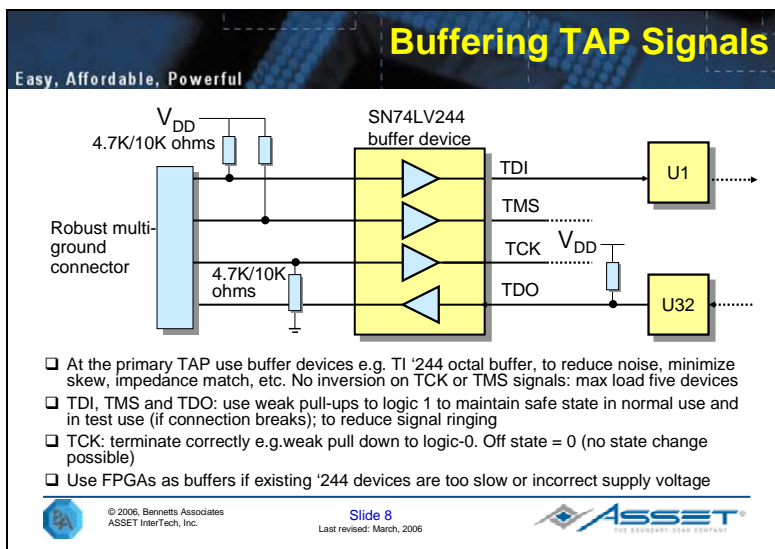 Buffering TAP Signals
Easy, Affordable, Powerful
VDD
4.7K/10K ohms
SN74LV244
buffer device
TDI
U1
TMS
Robust multi-
ground
connector
TCK
VDD
4.7K/10K
ohms
TDO
U32
❑ At the primary TAP use buffer devices e.g. TI ‘244 octal buffer, to reduce noise, minimize
skew, impedance match, etc. No inversion on TCK or TMS signals: max load five devices
❑ TDI, TMS and TDO: use weak pull-ups to logic 1 to maintain safe state in normal use and
in test use (if connection breaks); to reduce signal ringing
❑ TCK: terminate correctly e.g.weak pull down to logic-0. Off state = 0 (no state change
possible)
❑ Use FPGAs as buffers if existing ‘244 devices are too slow or incorrect supply voltage
© 2006, Bennetts Associates
ASSET InterTech, Inc.
Slide 8
Last revised: March, 2006
ASSET
THE BOUNDARY-SCAN COMPANY